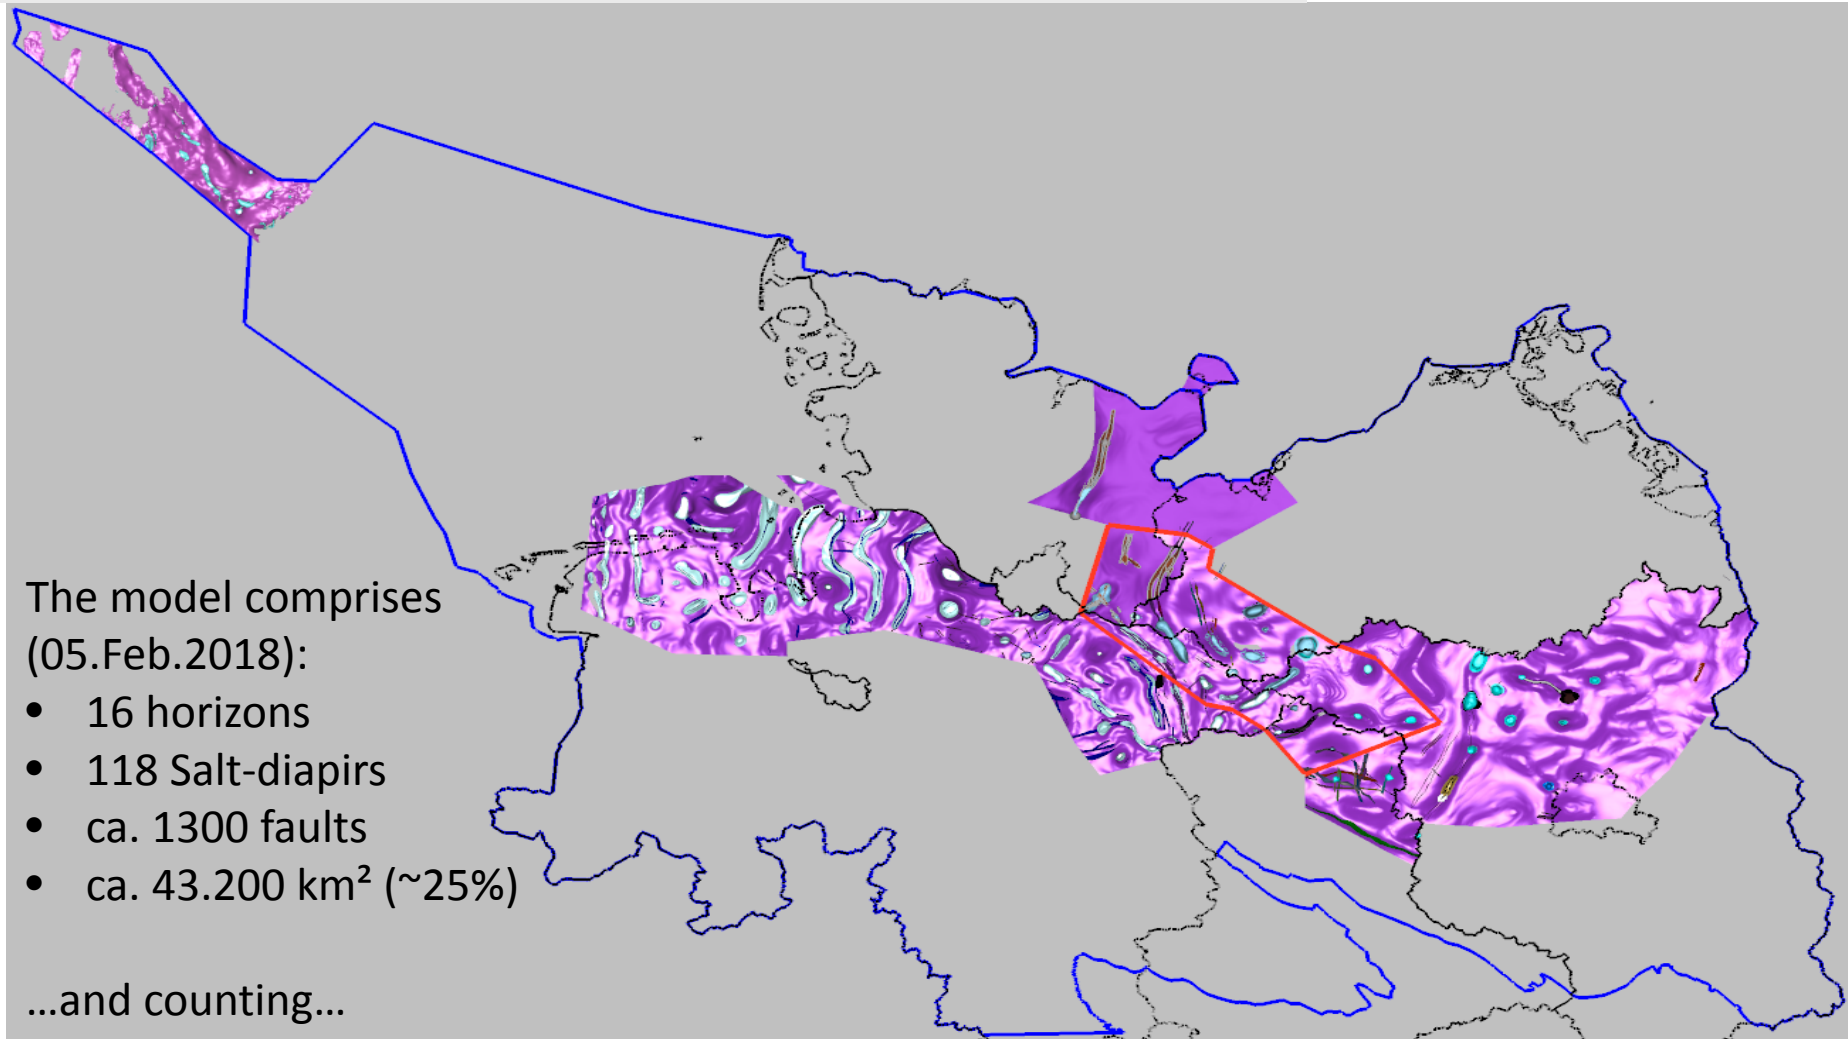 The model comprises
(05.Feb.2018):
• 16 horizons
• 118 Salt-diapirs
• ca. 1300 faults
• ca. 43.200 km² (~25%)
…and counting…